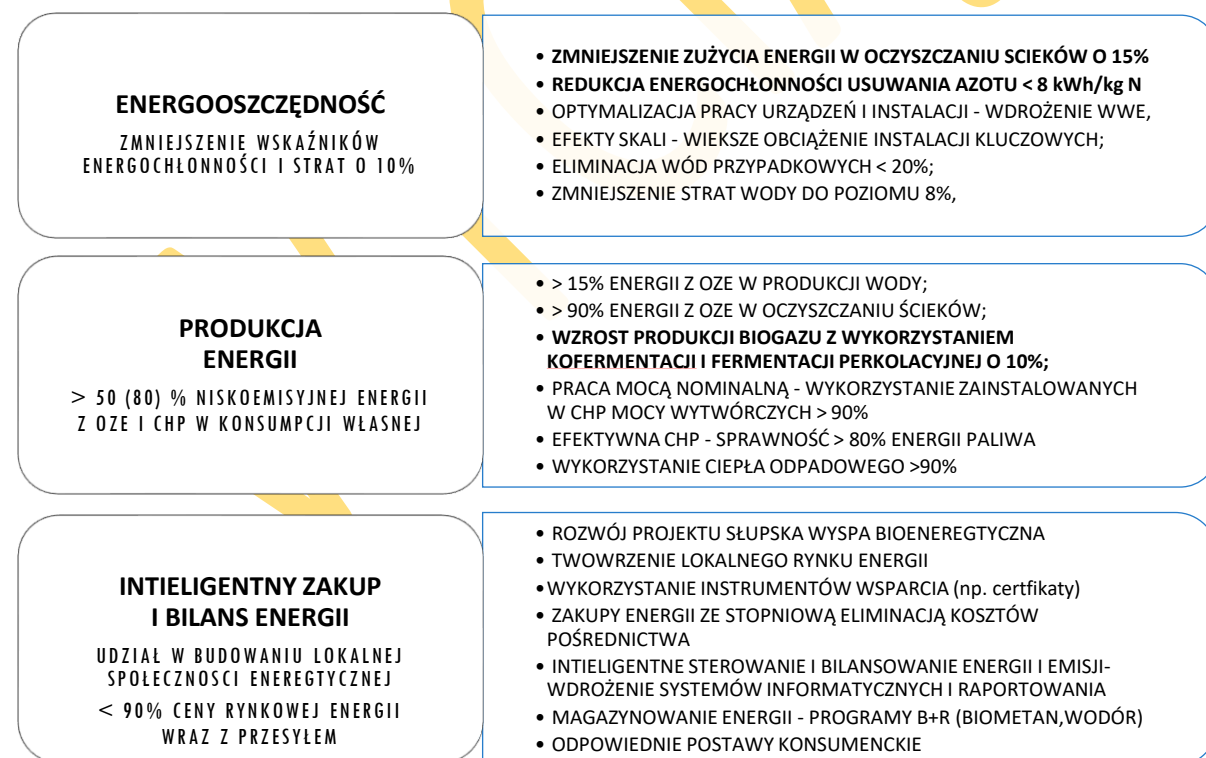 ENERGOOSZCZĘDNOŚĆ
ZMNIEJSZENIE WSKAŹNIKÓW
ENERGOCHŁONNOŚCI I STRAT O 10%
• ZMNIEJSZENIE ZUŻYCIA ENERGII W OCZYSZCZANIU SCIEKÓW O 15%
• REDUKCJA ENERGOCHŁONNOŚCI USUWANIA AZOTU < 8 kWh/kg N
• OPTYMALIZACJA PRACY URZĄDZEŃ I INSTALACJI - WDROŻENIE WWE,
• EFEKTY SKALI - WIEKSZE OBCIĄŻENIE INSTALACJI KLUCZOWYCH;
• ELIMINACJA WÓD PRZYPADKOWYCH < 20%;
• ZMNIEJSZENIE STRAT WODY DO POZIOMU 8%,
PRODUKCJA
ENERGII
> 50 (80) % NISKOEMISYJNEJ ENERGII
Z OZE I CHP W KONSUMPCJI WŁASNEJ
• > 15% ENERGII Z OZE W PRODUKCJI WODY;
• > 90% ENERGII Z OZE W OCZYSZCZANIU ŚCIEKÓW;
• WZROST PRODUKCJI BIOGAZU Z WYKORZYSTANIEM
KOFERMENTACJI I FERMENTACJI PERKOLACYJNEJ O 10%;
• PRACA MOCĄ NOMINALNĄ - WYKORZYSTANIE ZAINSTALOWANYCH
W CHP MOCY WYTWÓRCZYCH > 90%
• EFEKTYWNA CHP - SPRAWNOŚĆ > 80% ENERGII PALIWA
• WYKORZYSTANIE CIEPŁA ODPADOWEGO >90%
INTIELIGENTNY ZAKUP
I BILANS ENERGII
UDZIAŁ W BUDOWANIU LOKALNEJ
SPOŁECZNOSCI ENEREGTYCZNEJ
< 90% CENY RYNKOWEJ ENERGII
WRAZ Z PRZESYŁEM
• ROZWÓJ PROJEKTU SŁUPSKA WYSPA BIOENEREGTYCZNA
• TWOWRZENIE LOKALNEGO RYNKU ENERGII
•WYKORZYSTANIE INSTRUMENTÓW WSPARCIA (np. certfikaty)
• ZAKUPY ENERGII ZE STOPNIOWĄ ELIMINACJĄ KOSZTÓW
POŚREDNICTWA
• INTIELIGENTNE STEROWANIE I BILANSOWANIE ENERGII I EMISJI-
WDROŻENIE SYSTEMÓW INFORMATYCZNYCH I RAPORTOWANIA
• MAGAZYNOWANIE ENERGII - PROGRAMY B+R (BIOMETAN,WODÓR)
• ODPOWIEDNIE POSTAWY KONSUMENCKIE